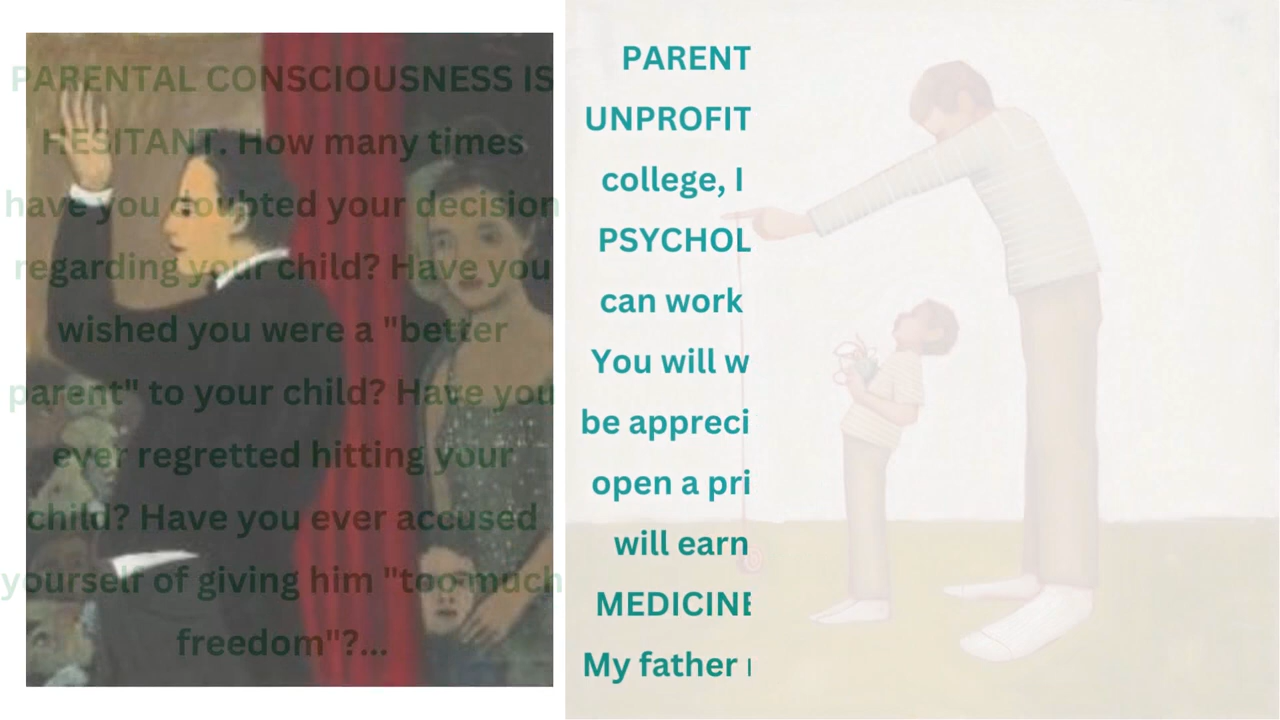 PARENTAL CONSCIOUSNESS IS
HESITANT. How many times
have you doubted your decision
regarding your child? Have you
wished you were a "better
parent" to your child? Have you
ever regretted hitting your
child? Have you ever accused
yourself of giving him "too much
freedom"?...
PARENT
UNPROFIT
college, I
PSYCHOL
can work
You will w
be appreci
open a pri
will earn
MEDICINE
My father